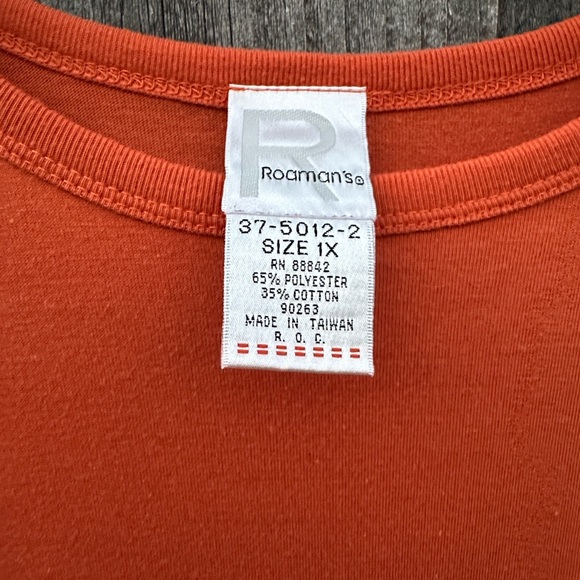 R
Roaman's®
37-5012-2
SIZE 1X
RN 88842
65% POLYESTER
35% COTTON
90263
MADE IN TAIWAN
R. O. C.